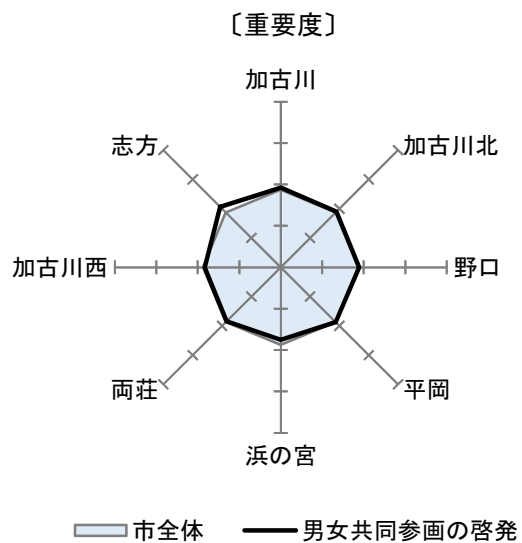 〔重要度〕
加古川
志方
加古川北
加古川西
野口
両荘
平岡
浜の宮
市全体
男女共同参画の啓発